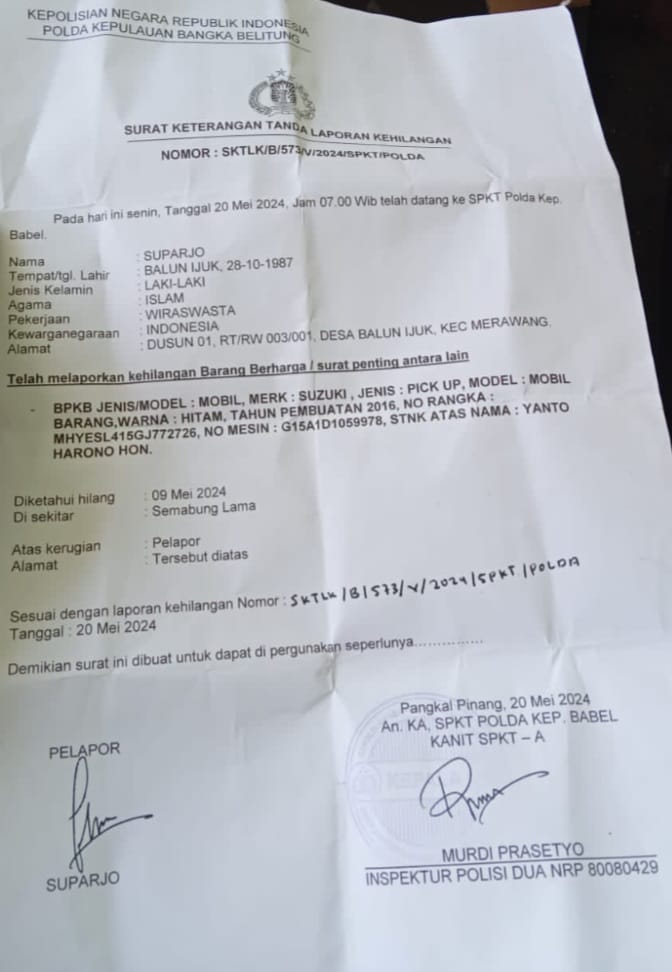 KEPOLISIAN NEGARA REPUBLIK INDONESIA
POLDA KEPULAUAN BANGKA BELITUNG
SURAT KETERANGAN TANDA LAPORAN KEHILANGAN
NOMOR : SKTLK/B/573/V/2024/SPKT/POLDA
Pada hari ini senin, Tanggal 20 Mei 2024, Jam 07.00 Wib telah datang ke SPKT Polda Kep.
Babel.
Nama : SUPARJO
Tempat/tgl. Lahir : BALUN IJUK, 28-10-1987
Jenis Kelamin : LAKI-LAKI
Agama : ISLAM
Pekerjaan : WIRASWASTA
Kewarganegaraan : INDONESIA
Alamat : DUSUN 01, RT/RW 003/001, DESA BALUN IJUK, KEC MERAWANG.
Telah melaporkan kehilangan Barang Berharga / surat penting antara lain
- BPKB JENIS/MODEL : MOBIL, MERK : SUZUKI , JENIS : PICK UP, MODEL : MOBIL
BARANG,WARNA : HITAM, TAHUN PEMBUATAN 2016, NO RANGKA :
MHYESL415GJ772726, NO MESIN : G15A1D1059978, STNK ATAS NAMA : YANTO
HARONO HON.
Diketahui hilang : 09 Mei 2024
Di sekitar : Semabung Lama
Atas kerugian : Pelapor
Alamat : Tersebut diatas
Sesuai dengan laporan kehilangan Nomor : SKTLK/B/573/V/2024/SPKT/POLDA
Tanggal : 20 Mei 2024
Demikian surat ini dibuat untuk dapat di pergunakan seperlunya................
Pangkal Pinang, 20 Mei 2024
An. KA, SPKT POLDA KEP. BABEL
KANIT SPKT – A
PELAPOR
SUPARJO
MURDI PRASETYO
INSPEKTUR POLISI DUA NRP 80080429